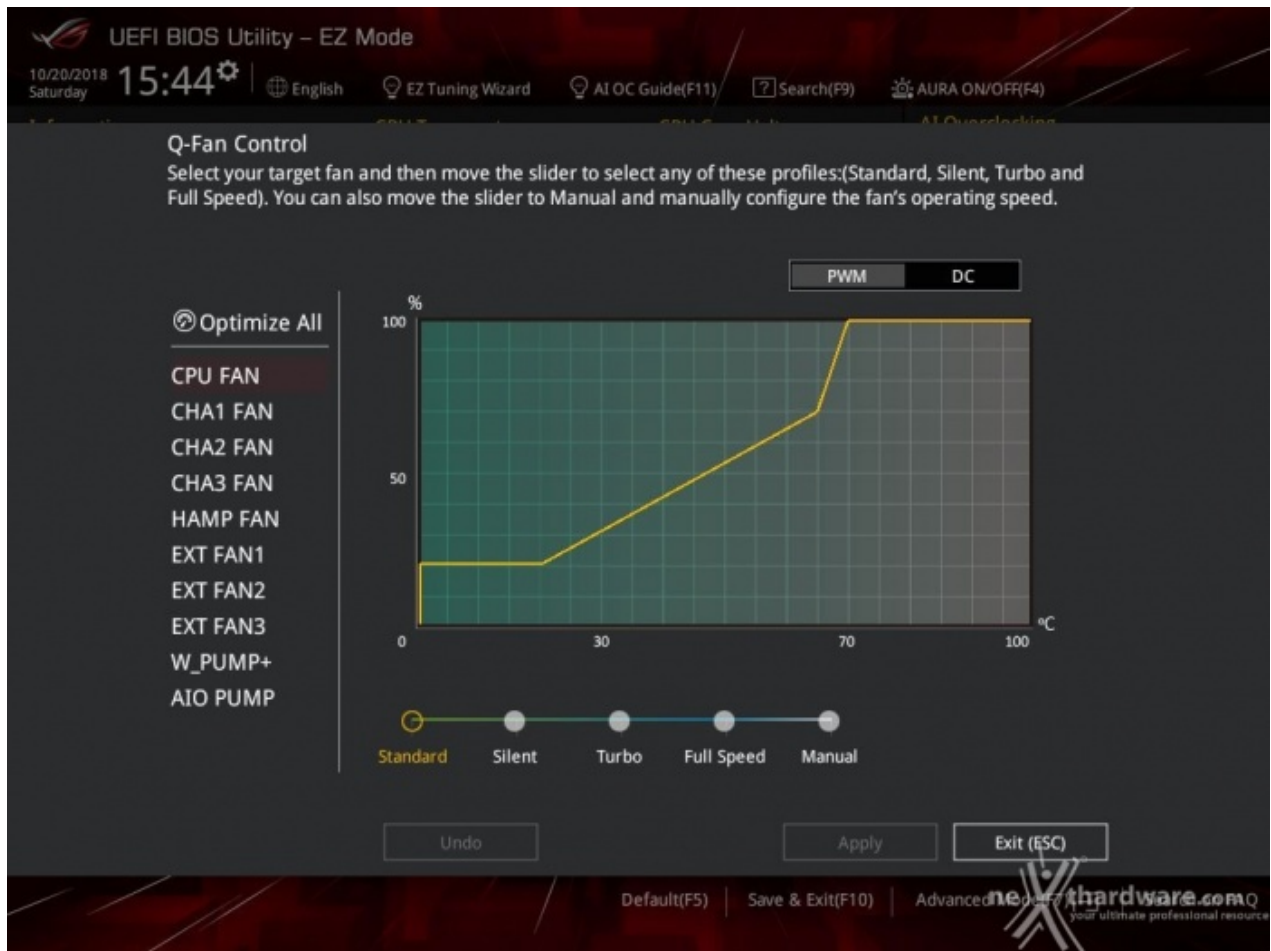 UEFI BIOS Utility – EZ Mode
10/20/2018
Saturday
15:44
English
EZ Tuning Wizard
AI OC Guide(F11)
Search(F9)
AURA ON/OFF(F4)
AI Overclocking
Q-Fan Control
Select your target fan and then move the slider to select any of these profiles:(Standard, Silent, Turbo and
Full Speed). You can also move the slider to Manual and manually configure the fan's operating speed.
PWM
DC
Optimize All
CPU FAN
CHA1 FAN
CHA2 FAN
CHA3 FAN
HAMP FAN
EXT FAN1
EXT FAN2
EXT FAN3
W_PUMP+
AIO PUMP
%
100
50
0
30
70
100
ºC
Standard
Silent
Turbo
Full Speed
Manual
Undo
Apply
Exit (ESC)
Default(F5)
Save & Exit(F10)
Advanced
FAQ
nexthardware.com
your ultimate professional resource